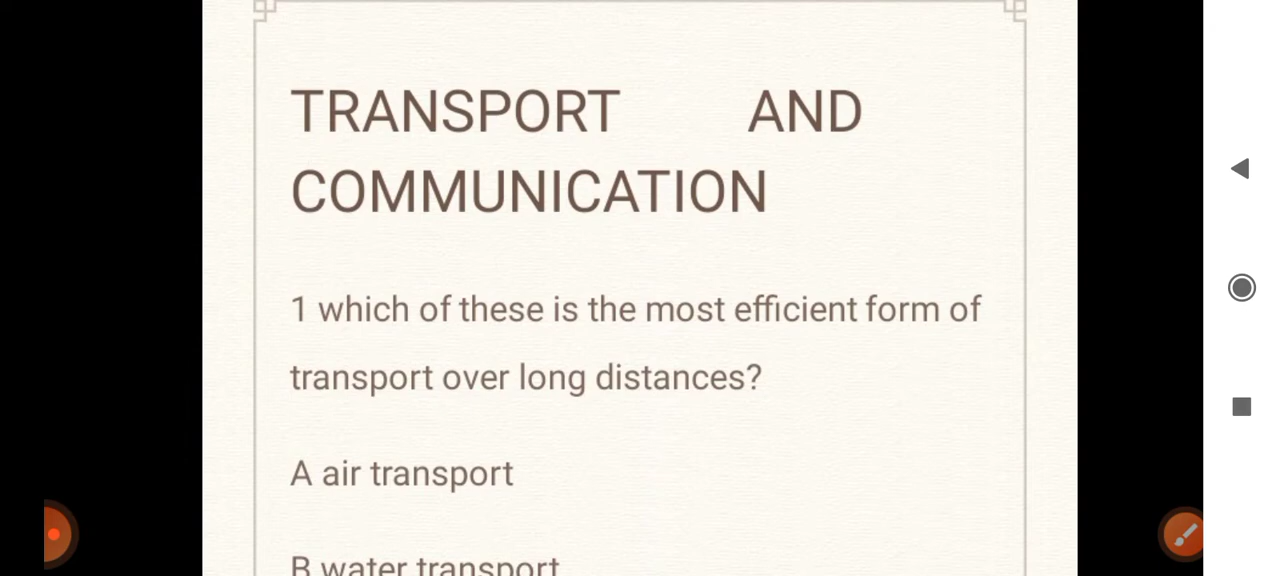 TRANSPORT AND
COMMUNICATION
1 which of these is the most efficient form of
transport over long distances?
A air transport
B water transport